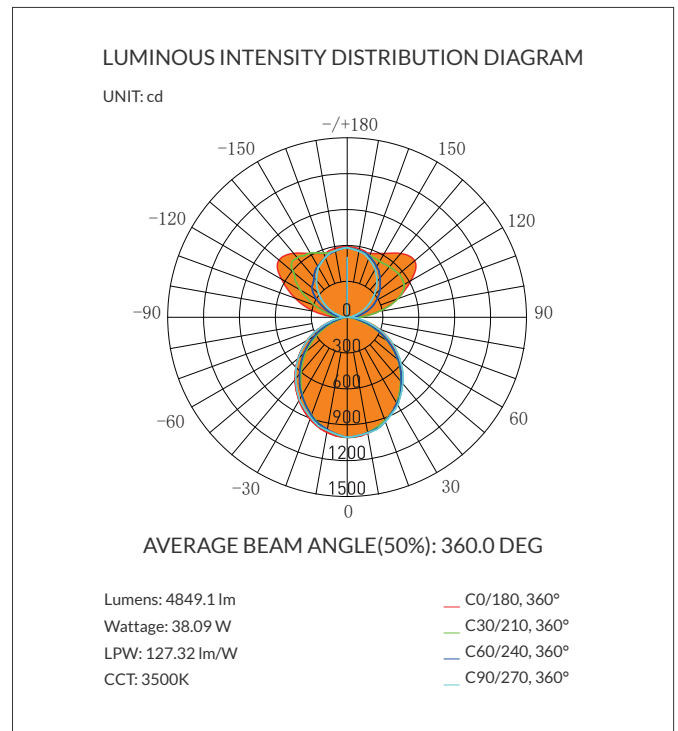 LUMINOUS INTENSITY DISTRIBUTION DIAGRAM
UNIT: cd
-/+180
-150
150
-120
120
-90
0
90
300
600
-60
900
60
1200
-30
1500
30
0
AVERAGE BEAM ANGLE(50%): 360.0 DEG
Lumens: 4849.1 lm
Wattage: 38.09 W
LPW: 127.32 lm/W
CCT: 3500K
C0/180, 360°
C30/210, 360°
C60/240, 360°
C90/270, 360°